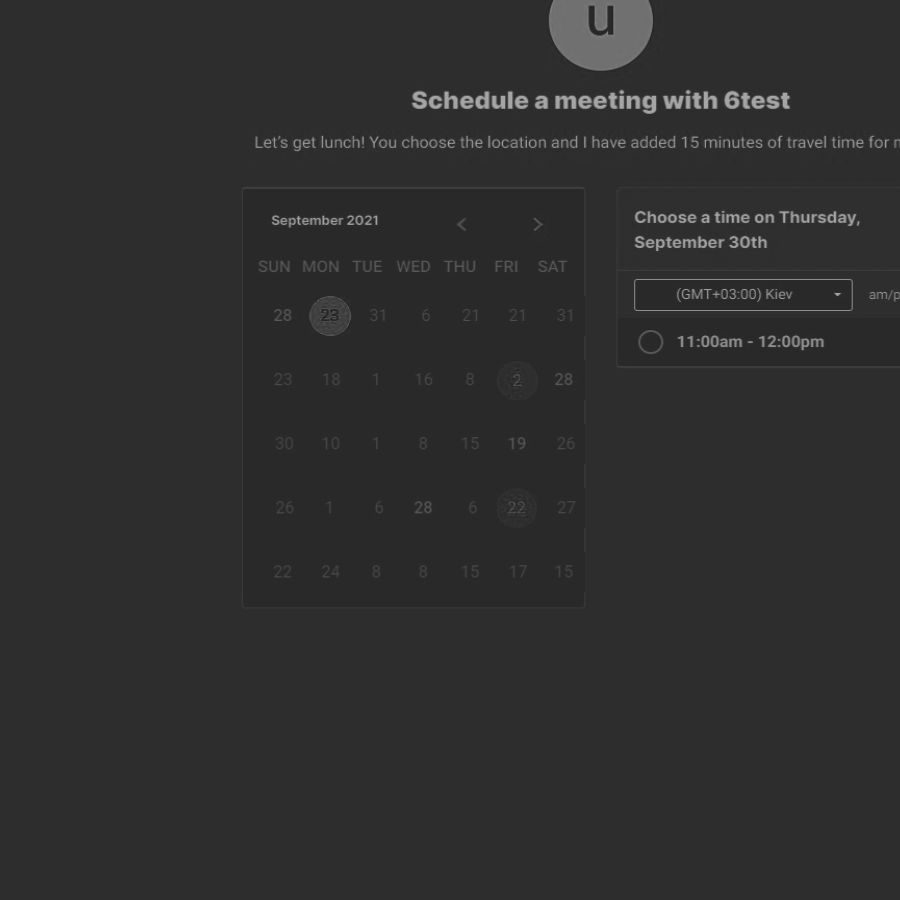 u
Schedule a meeting with 6test
Let's get lunch! You choose the location and I have added 15 minutes of travel time for
September 2021
SUN MON TUE WED THU FRI SAT
28 23 31 6 21 21 31
23 18 1 16 8 2 28
30 10 1 8 15 19 26
26 1 6 28 6 22 27
22 24 8 8 15 17 15
Choose a time on Thursday,
September 30th
(GMT+03:00) Kiev am/p
11:00am - 12:00pm